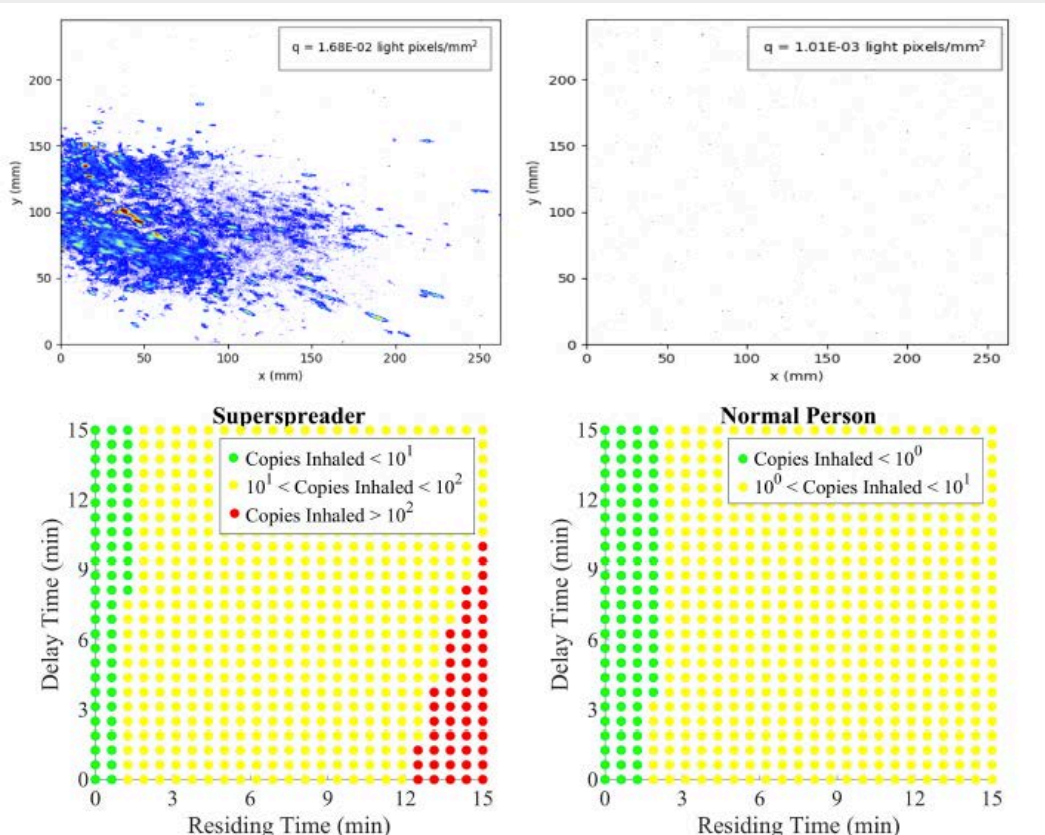 q = 1.68E-02 light pixels/mm²
y (mm)
200
150
100
50
0
0 50 100 150 200 250
x (mm)
q = 1.01E-03 light pixels/mm²
y (mm)
200
150
100
50
0
0 50 100 150 200 250
x (mm)
Superspreader
Delay Time (min)
15
12
9
6
3
0
Copies Inhaled < 10¹
10¹ < Copies Inhaled < 10²
Copies Inhaled > 10²
0 3 6 9 12 15
Residing Time (min)
Normal Person
Delay Time (min)
15
12
9
6
3
0
Copies Inhaled < 10⁰
10⁰ < Copies Inhaled < 10¹
0 3 6 9 12 15
Residing Time (min)